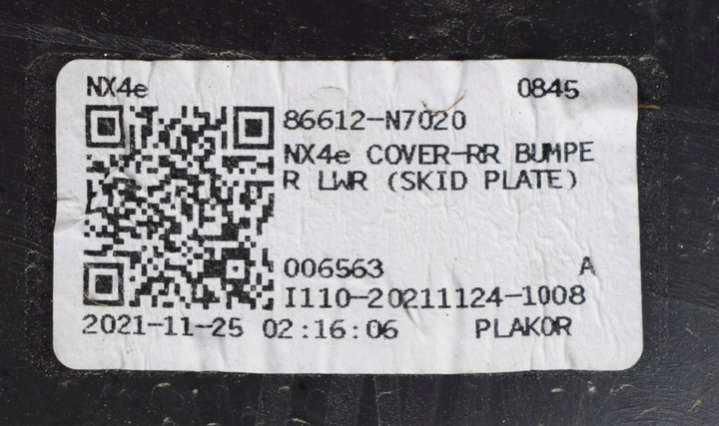 NX4e 0845
86612-N7020
NX4e COVER-RR BUMPE
R LWR (SKID PLATE)
006563 A
I110-20211124-1008
2021-11-25 02:16:06 PLAKOR